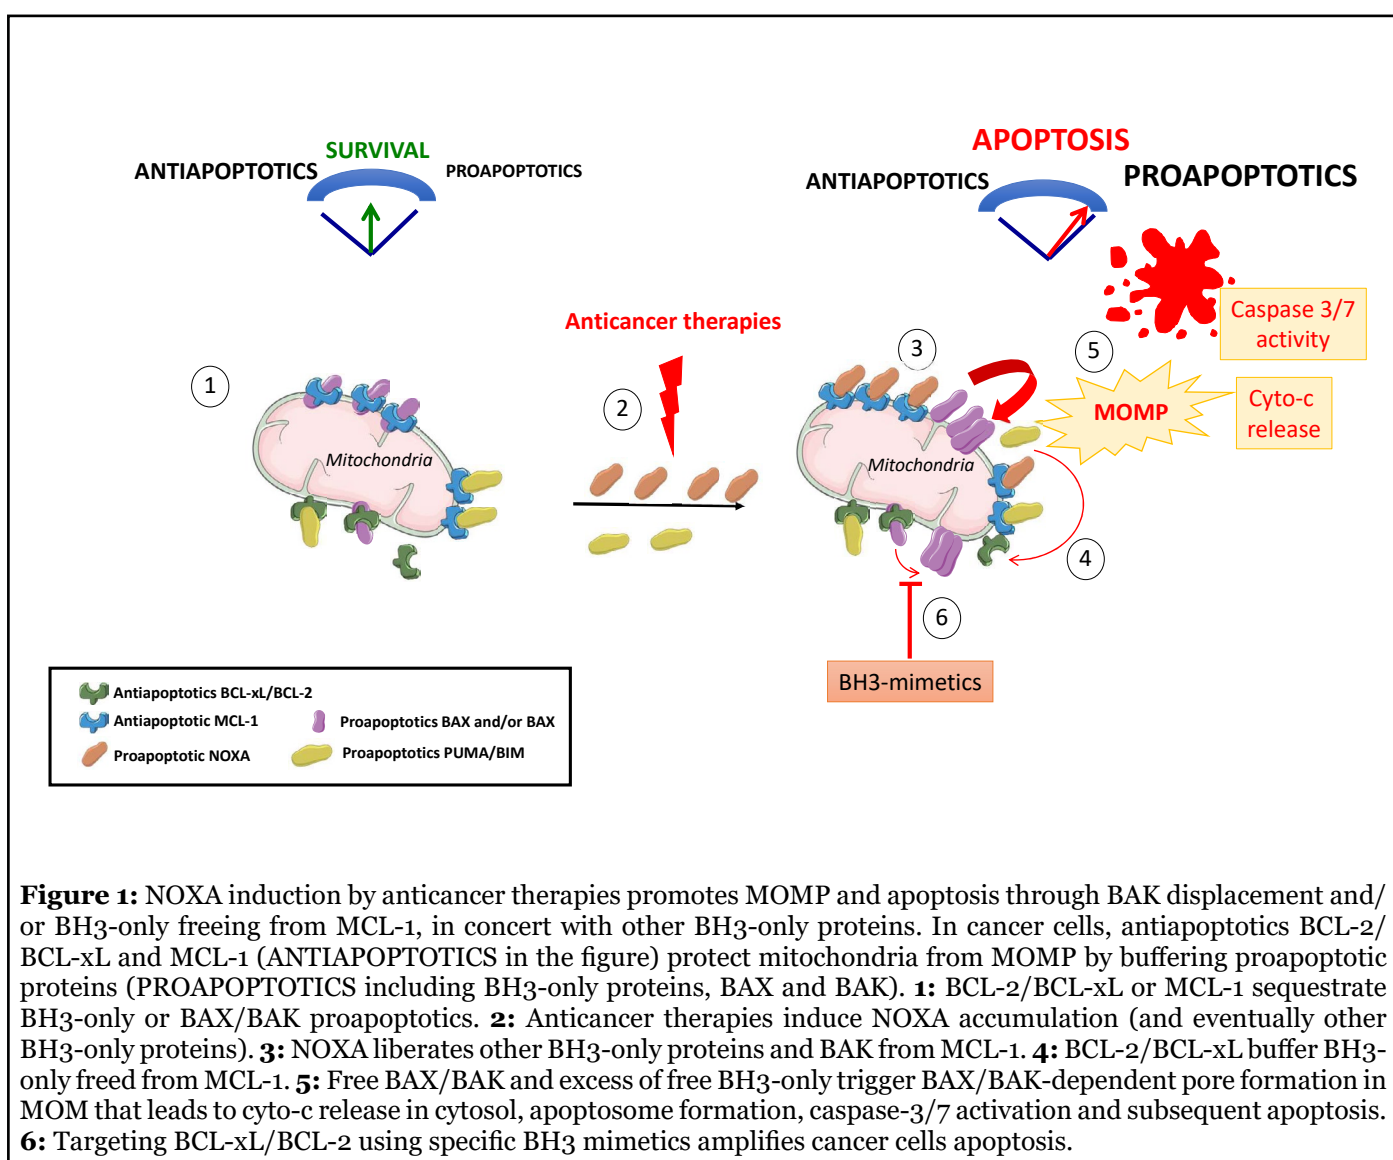 SURVIVAL
ANTIAPOPTOTICS
PROAPOPTOTICS
APOPTOSIS
ANTIAPOPTOTICS
PROAPOPTOTICS
Anticancer therapies
1
Mitochondria
2
3
Mitochondria
5
MOMP
Caspase 3/7
activity
Cyto-c
release
4
6
BH3-mimetics
Antiapoptotics BCL-xL/BCL-2
Antiapoptotic MCL-1
Proapoptotics BAX and/or BAX
Proapoptotic NOXA
Proapoptotics PUMA/BIM
Figure 1: NOXA induction by anticancer therapies promotes MOMP and apoptosis through BAK displacement and/
or BH3-only freeing from MCL-1, in concert with other BH3-only proteins. In cancer cells, antiapoptotics BCL-2/
BCL-xL and MCL-1 (ANTIAPOPTOTICS in the figure) protect mitochondria from MOMP by buffering proapoptotic
proteins (PROAPOPTOTICS including BH3-only proteins, BAX and BAK). 1: BCL-2/BCL-xL or MCL-1 sequestrate
BH3-only or BAX/BAK proapoptotics. 2: Anticancer therapies induce NOXA accumulation (and eventually other
BH3-only proteins). 3: NOXA liberates other BH3-only proteins and BAK from MCL-1. 4: BCL-2/BCL-xL buffer BH3-
only freed from MCL-1. 5: Free BAX/BAK and excess of free BH3-only trigger BAX/BAK-dependent pore formation in
MOM that leads to cyto-c release in cytosol, apoptosome formation, caspase-3/7 activation and subsequent apoptosis.
6: Targeting BCL-xL/BCL-2 using specific BH3 mimetics amplifies cancer cells apoptosis.